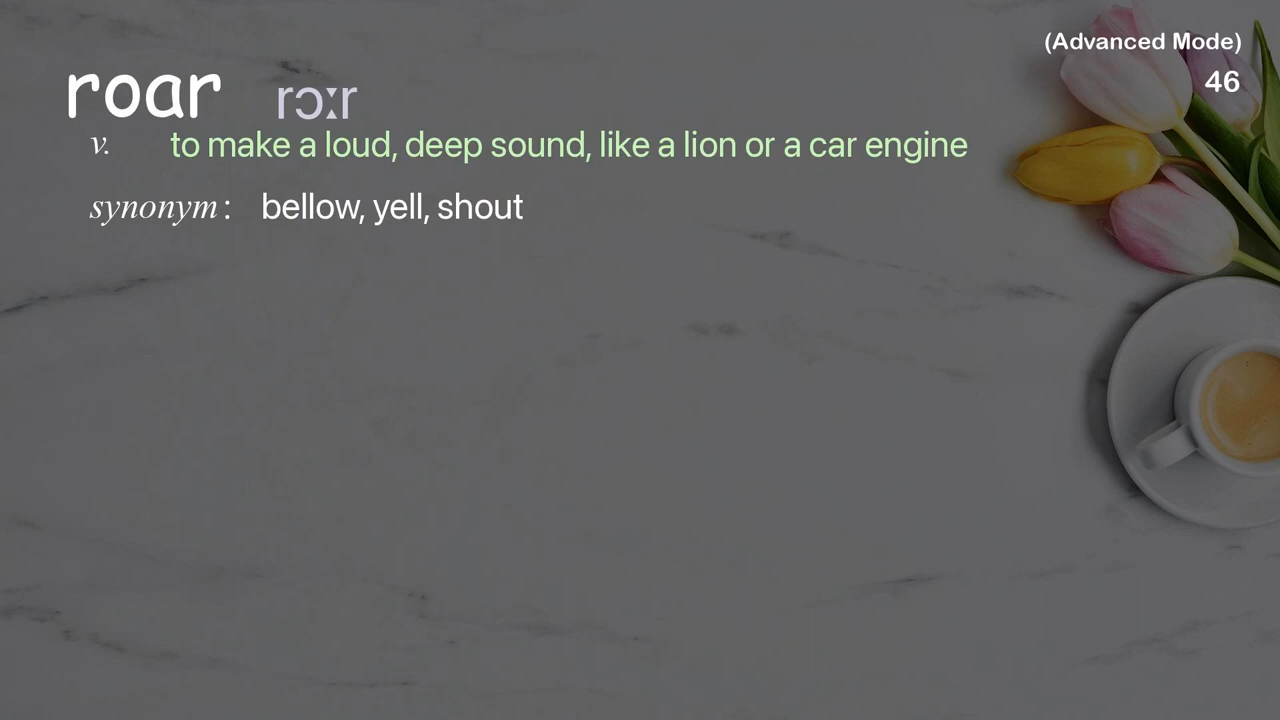 (Advanced Mode)
46
roar rɔːr
v. to make a loud, deep sound, like a lion or a car engine
synonym : bellow, yell, shout